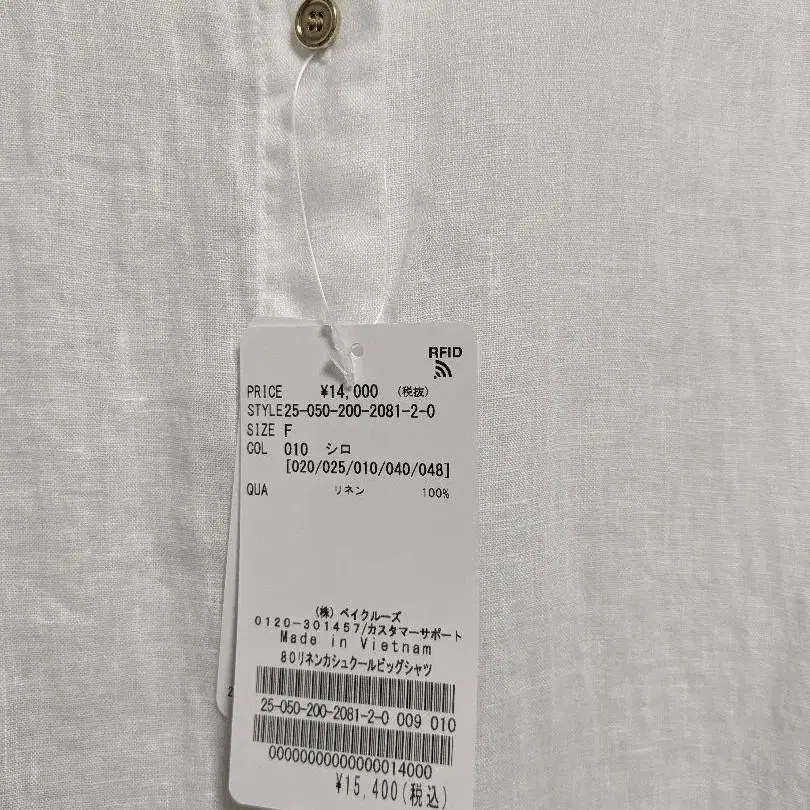 RFID
PRICE ¥14,000 (税抜)
STYLE25-050-200-2081-2-0
SIZE F
COL 010 シロ
[020/025/010/040/048]
QUA リネン 100%
(株)ベイクルーズ
0120-301457/カスタマーサポート
Made in Vietnam
80リネンカシュクールビッグシャツ
25-050-200-2081-2-0 009 010
0000000000000014000
¥15,400(税込)
2